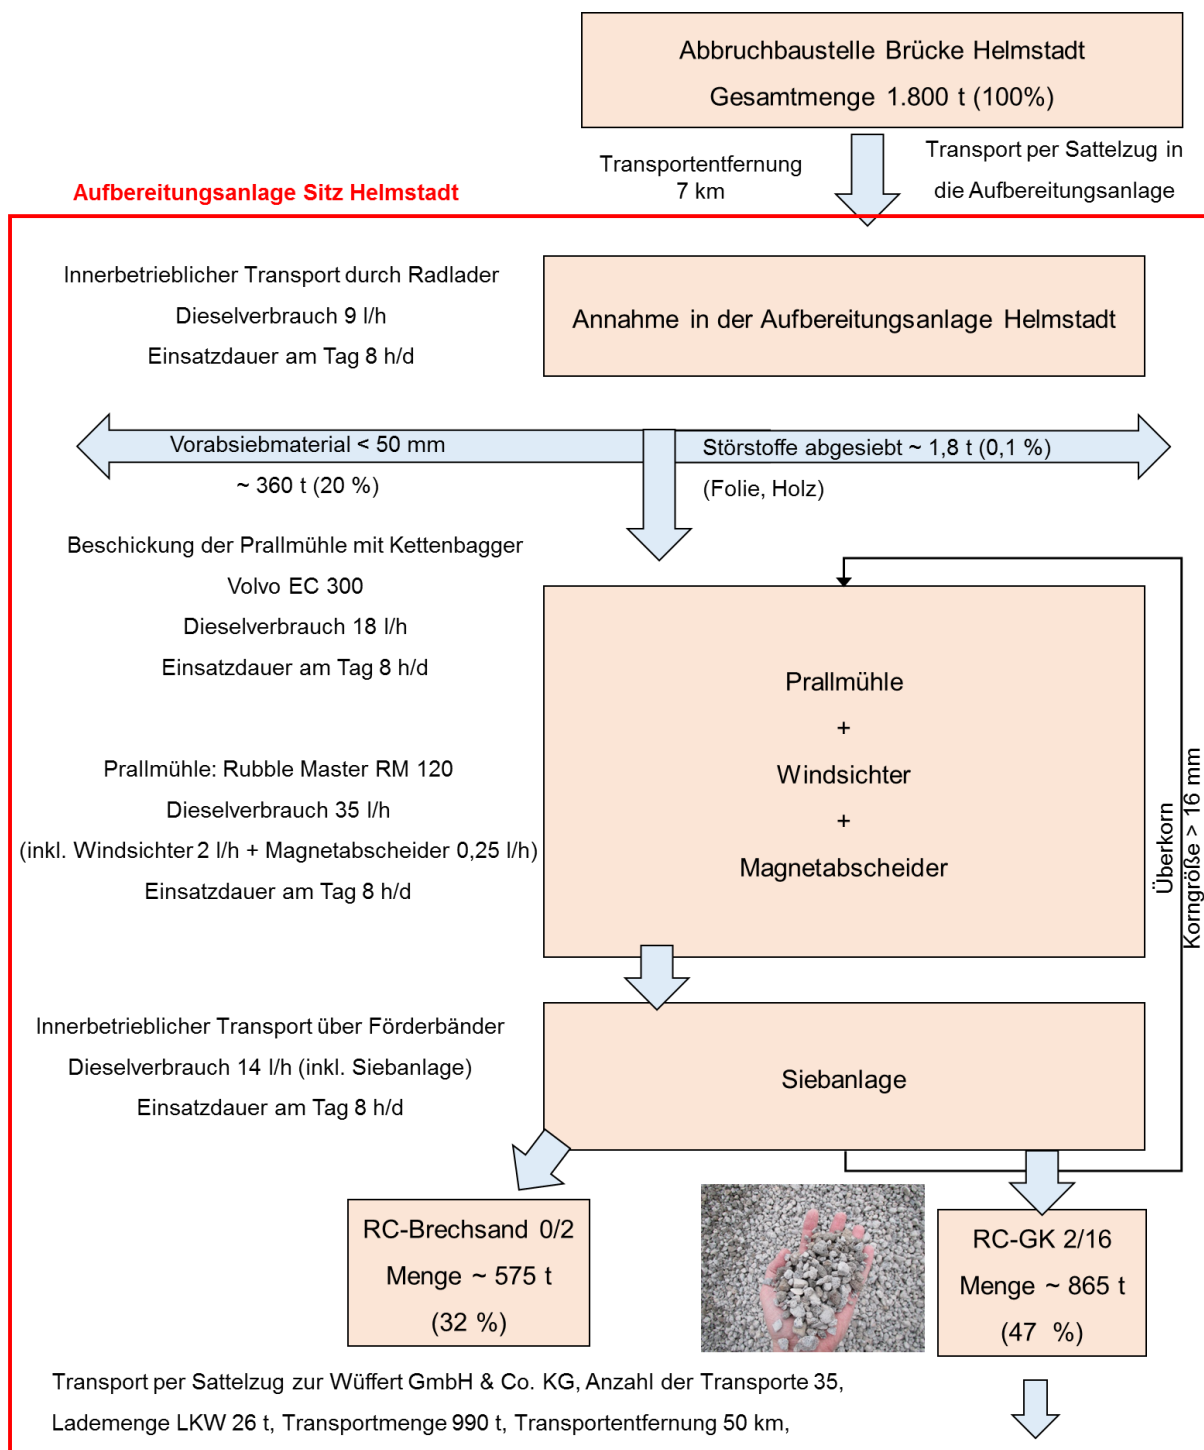 Abbruchbaustelle Brücke Helmstadt
Gesamtmenge 1.800 t (100%)
Transportentfernung
7 km
Transport per Sattelzug in
die Aufbereitungsanlage
Aufbereitungsanlage Sitz Helmstadt
Innerbetrieblicher Transport durch Radlader
Dieselverbrauch 9 l/h
Einsatzdauer am Tag 8 h/d
Annahme in der Aufbereitungsanlage Helmstadt
Vorabsiebmaterial < 50 mm
~ 360 t (20 %)
Störstoffe abgesiebt ~ 1,8 t (0,1 %)
(Folie, Holz)
Beschickung der Prallmühle mit Kettenbagger
Volvo EC 300
Dieselverbrauch 18 l/h
Einsatzdauer am Tag 8 h/d
Prallmühle: Rubble Master RM 120
Dieselverbrauch 35 l/h
(inkl. Windsichter 2 l/h + Magnetabscheider 0,25 l/h)
Einsatzdauer am Tag 8 h/d
Prallmühle
+
Windsichter
+
Magnetabscheider
Überkorn
Korngröße > 16 mm
Innerbetrieblicher Transport über Förderbänder
Dieselverbrauch 14 l/h (inkl. Siebanlage)
Einsatzdauer am Tag 8 h/d
Siebanlage
RC-Brechsand 0/2
Menge ~ 575 t
(32 %)
RC-GK 2/16
Menge ~ 865 t
(47 %)
Transport per Sattelzug zur Wüffert GmbH & Co. KG, Anzahl der Transporte 35,
Lademenge LKW 26 t, Transportmenge 990 t, Transportentfernung 50 km,